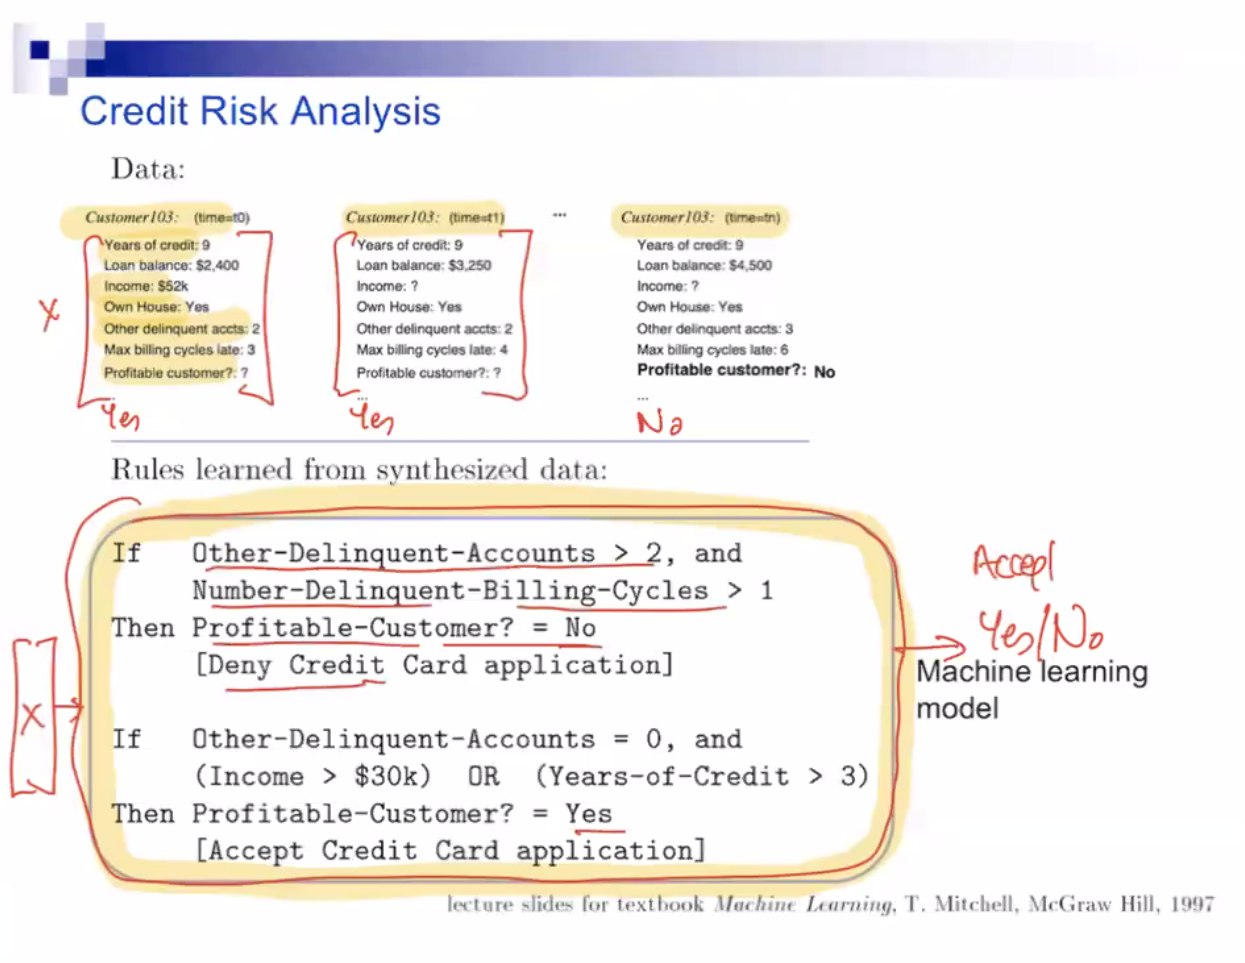 Credit Risk Analysis
Data:
Customer103: (time=t0)
Years of credit: 9
Loan balance: $2,400
Income: $52k
Own House: Yes
Other delinquent accts: 2
Max billing cycles late: 3
Profitable customer?: ?
...
Yes
Customer103: (time=t1)
Years of credit: 9
Loan balance: $3,250
Income: ?
Own House: Yes
Other delinquent accts: 2
Max billing cycles late: 4
Profitable customer?: ?
...
Yes
...
Customer103: (time=tn)
Years of credit: 9
Loan balance: $4,500
Income: ?
Own House: Yes
Other delinquent accts: 3
Max billing cycles late: 6
Profitable customer?: No
...
No
X
Rules learned from synthesized data:
If Other-Delinquent-Accounts > 2, and
Number-Delinquent-Billing-Cycles > 1
Then Profitable-Customer? = No
[Deny Credit Card application]
If Other-Delinquent-Accounts = 0, and
(Income > $30k) OR (Years-of-Credit > 3)
Then Profitable-Customer? = Yes
[Accept Credit Card application]
X
Accept
Yes/No
Machine learning
model
lecture slides for textbook Machine Learning, T. Mitchell, McGraw Hill, 1997